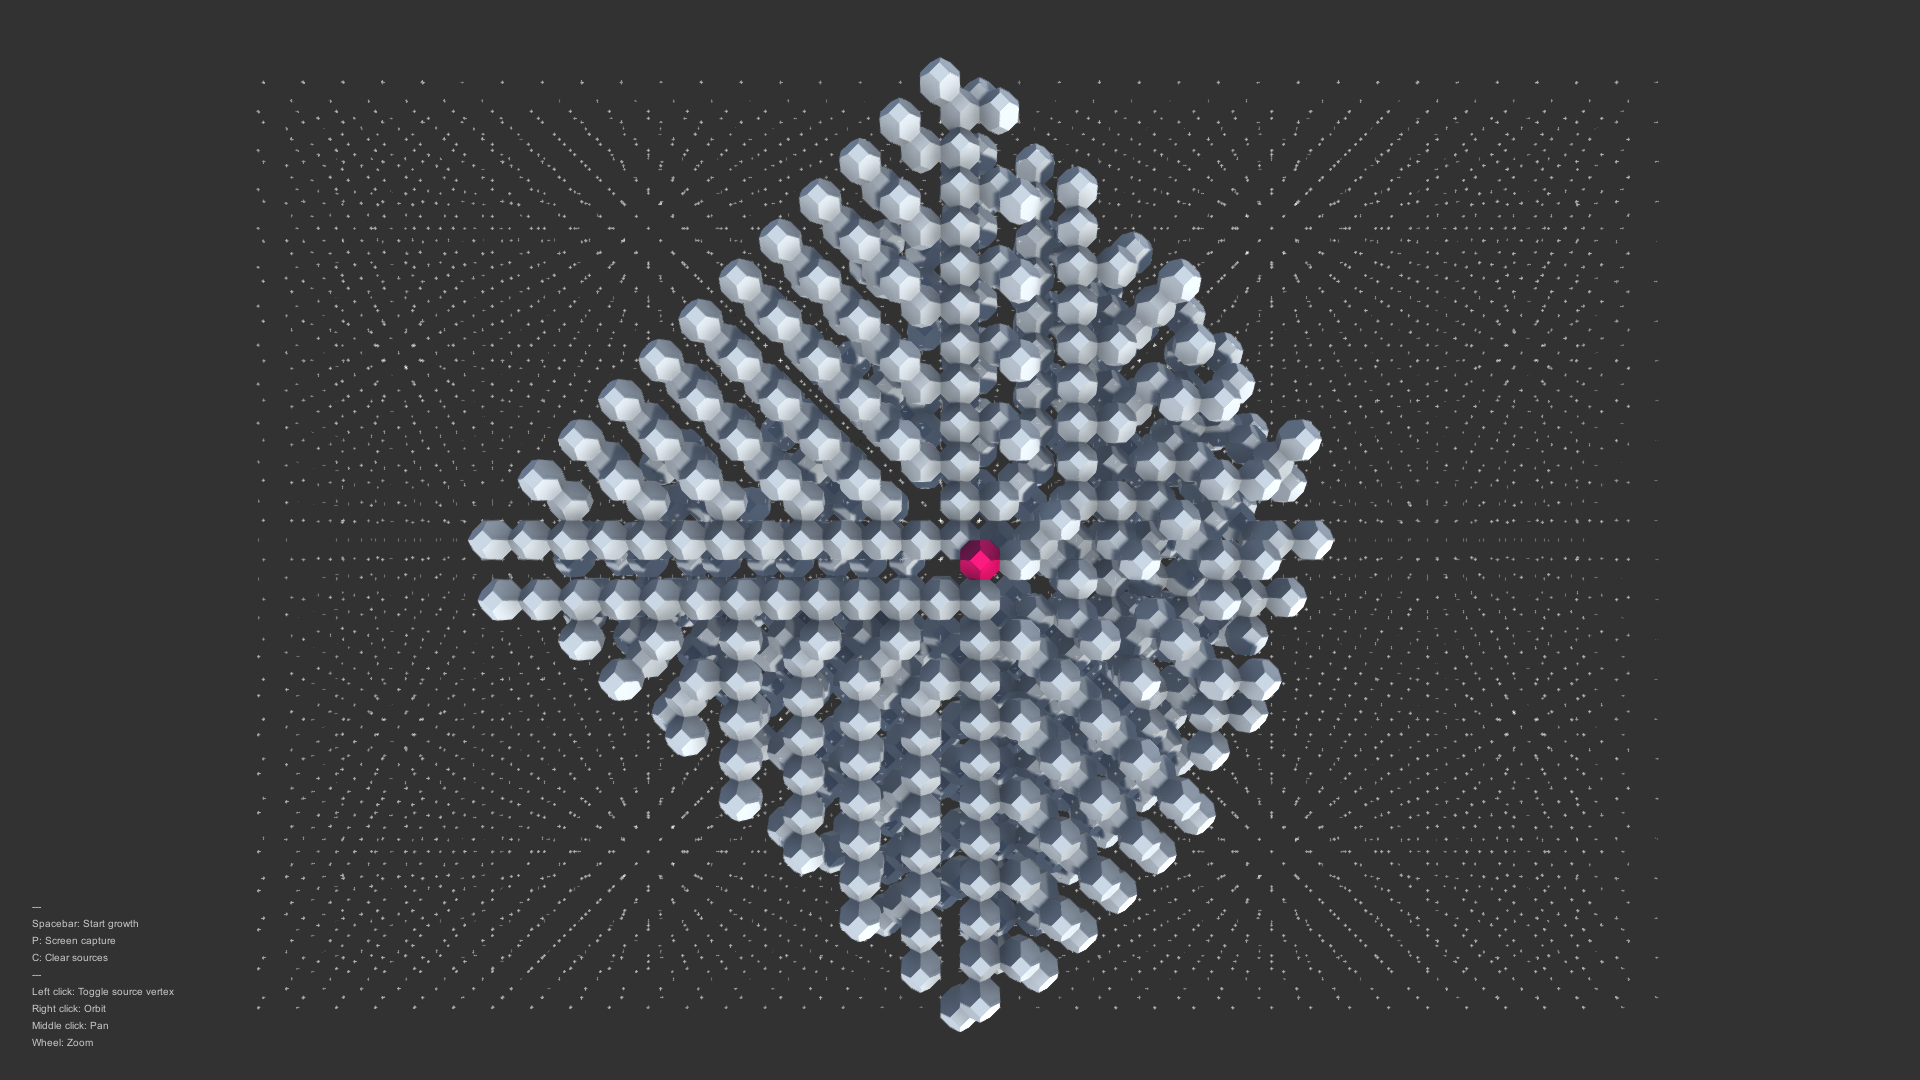 —
Spacebar: Start growth
P: Screen capture
C: Clear sources
—
Left click: Toggle source vertex
Right click: Orbit
Middle click: Pan
Wheel: Zoom